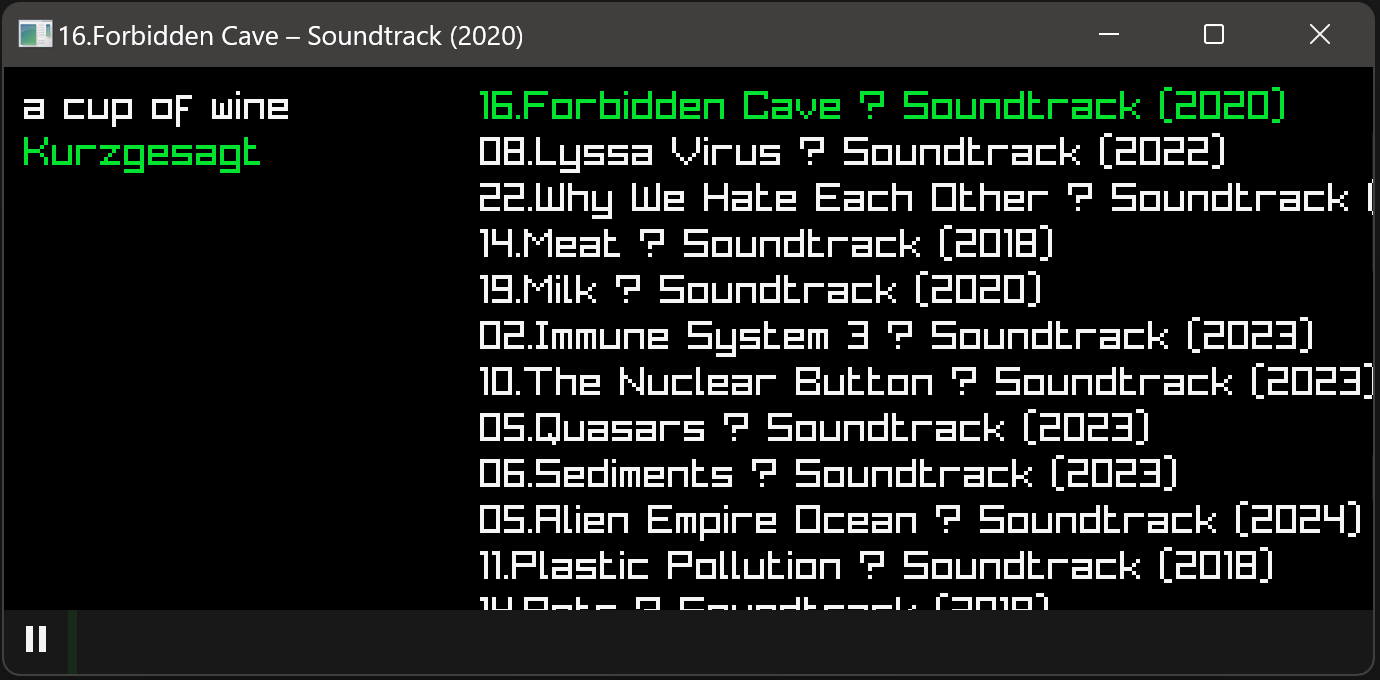 16.Forbidden Cave – Soundtrack (2020)
a cup of wine
Kurzgesagt
16.Forbidden Cave ? Soundtrack (2020)
08.Lyssa Virus ? Soundtrack (2022)
22.Why We Hate Each Other ? Soundtrack (
14.Meat ? Soundtrack (2018)
19.Milk ? Soundtrack (2020)
02.Immune System 3 ? Soundtrack (2023)
10.The Nuclear Button ? Soundtrack (2023)
05.Quasars ? Soundtrack (2023)
06.Sediments ? Soundtrack (2023)
05.Alien Empire Ocean ? Soundtrack (2024)
11.Plastic Pollution ? Soundtrack (2018)
? Soundtrack